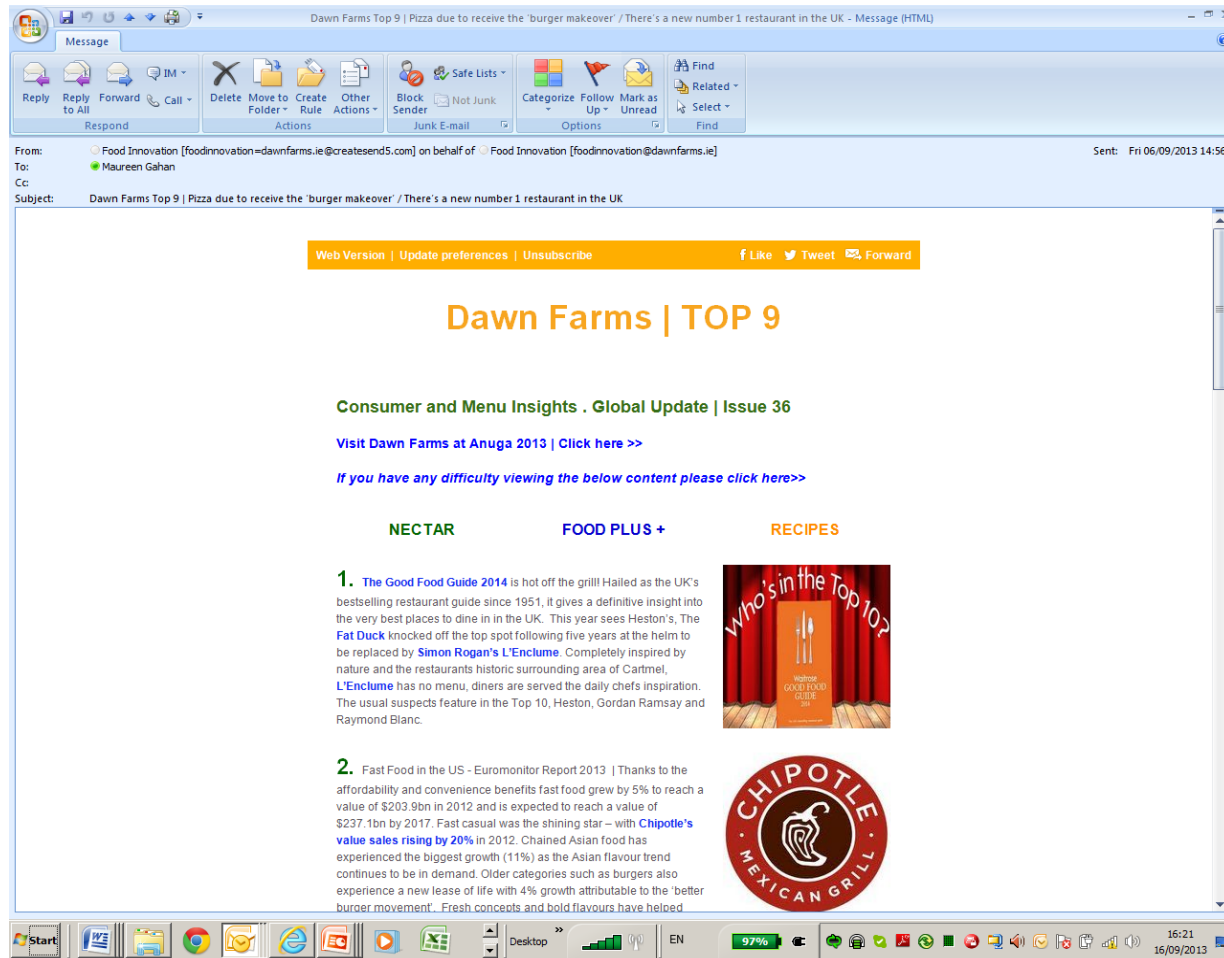 Dawn Farms Top 9 | Pizza due to receive the 'burger makeover' / There's a new number 1 restaurant in the UK - Message (HTML)
Message
Reply
Reply to All
Forward
IM
Call
Respond
Delete
Move to Folder
Create Rule
Other Actions
Actions
Block Sender
Safe Lists
Not Junk
Junk E-mail
Categorize
Follow Up
Mark as Unread
Options
Find
Related
Select
Find
From: Food Innovation [foodinnovation=dawnfarms.ie@createsend5.com] on behalf of Food Innovation [foodinnovation@dawnfarms.ie]
Sent: Fri 06/09/2013 14:56
To: Maureen Gahan
Cc:
Subject: Dawn Farms Top 9 | Pizza due to receive the 'burger makeover' / There's a new number 1 restaurant in the UK
Web Version | Update preferences | Unsubscribe
Like Tweet Forward
Dawn Farms | TOP 9
Consumer and Menu Insights . Global Update | Issue 36
Visit Dawn Farms at Anuga 2013 | Click here >>
If you have any difficulty viewing the below content please click here>>
NECTAR FOOD PLUS + RECIPES
1. The Good Food Guide 2014 is hot off the grill! Hailed as the UK's
bestselling restaurant guide since 1951, it gives a definitive insight into
the very best places to dine in in the UK. This year sees Heston's, The
Fat Duck knocked off the top spot following five years at the helm to
be replaced by Simon Rogan's L'Enclume. Completely inspired by
nature and the restaurants historic surrounding area of Cartmel,
L'Enclume has no menu, diners are served the daily chefs inspiration.
The usual suspects feature in the Top 10, Heston, Gordan Ramsay and
Raymond Blanc.
Who's in the Top 10?
Waitrose
GOOD FOOD
GUIDE
2014
2. Fast Food in the US - Euromonitor Report 2013 | Thanks to the
affordability and convenience benefits fast food grew by 5% to reach a
value of $203.9bn in 2012 and is expected to reach a value of
$237.1bn by 2017. Fast casual was the shining star – with Chipotle's
value sales rising by 20% in 2012. Chained Asian food has
experienced the biggest growth (11%) as the Asian flavour trend
continues to be in demand. Older categories such as burgers also
experience a new lease of life with 4% growth attributable to the 'better
burger movement'. Fresh concepts and bold flavours have helped
CHIPOTLE
MEXICAN GRILL
Start
Desktop
EN
97%
16:21
16/09/2013